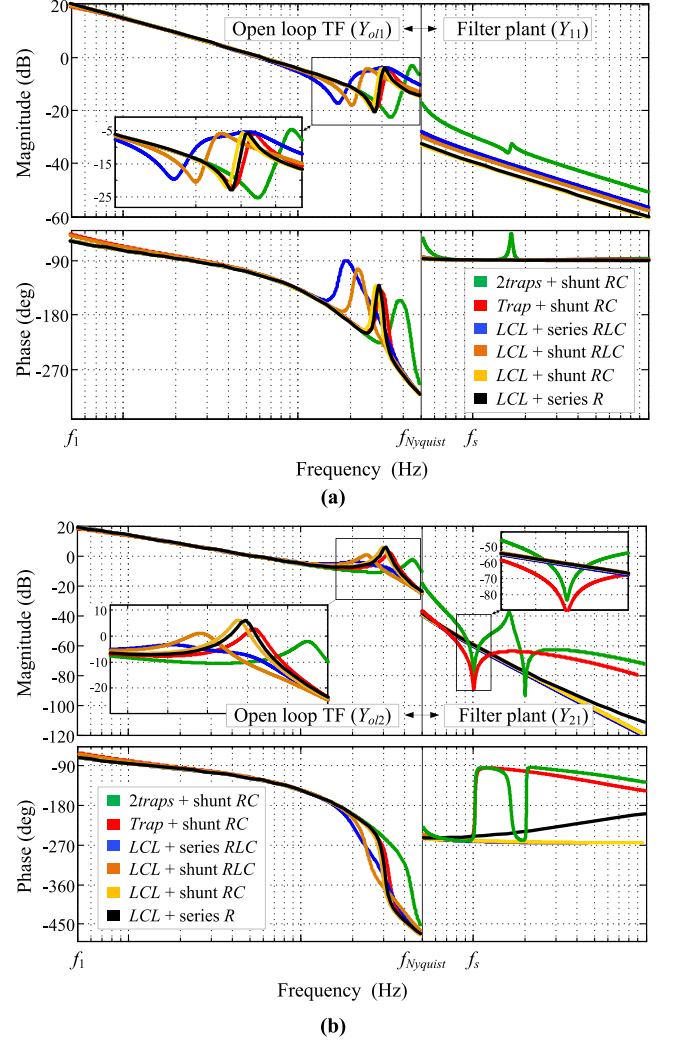 Open loop TF (Yol1)
Filter plant (Y11)
20
0
-20
-40
-60
Magnitude (dB)
-5
-15
-25
-90
-180
-270
Phase (deg)
2traps + shunt RC
Trap + shunt RC
LCL + series RLC
LCL + shunt RLC
LCL + shunt RC
LCL + series R
f1
fNyquist
fs
Frequency (Hz)
(a)
20
0
-20
-40
-60
-80
-100
-120
Magnitude (dB)
-50
-60
-70
-80
10
0
-10
-20
Open loop TF (Yol2)
Filter plant (Y21)
-90
-180
-270
-360
-450
Phase (deg)
2traps + shunt RC
Trap + shunt RC
LCL + series RLC
LCL + shunt RLC
LCL + shunt RC
LCL + series R
f1
fNyquist
fs
Frequency (Hz)
(b)